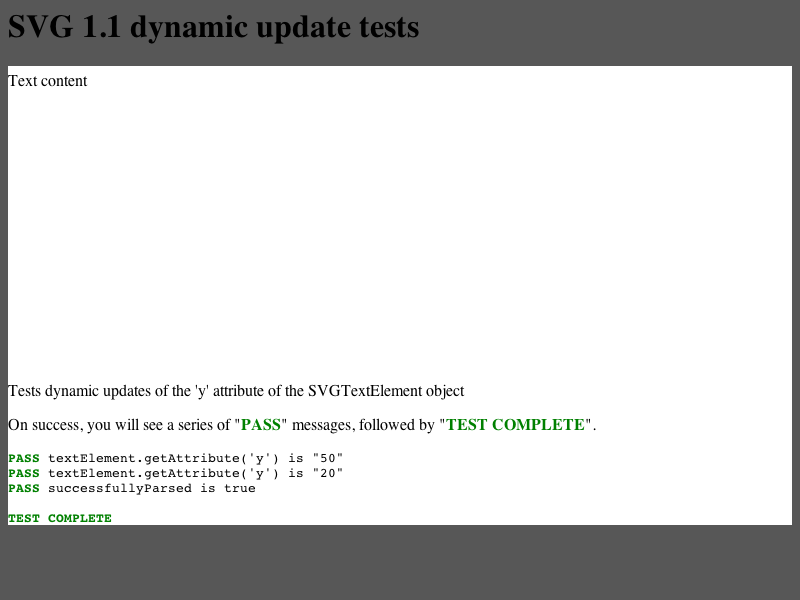 SVG 1.1 dynamic update tests
Text content
Tests dynamic updates of the 'y' attribute of the SVGTextElement object
On success, you will see a series of "PASS" messages, followed by "TEST COMPLETE".
PASS textElement.getAttribute('y') is "50"
PASS textElement.getAttribute('y') is "20"
PASS successfullyParsed is true
TEST COMPLETE